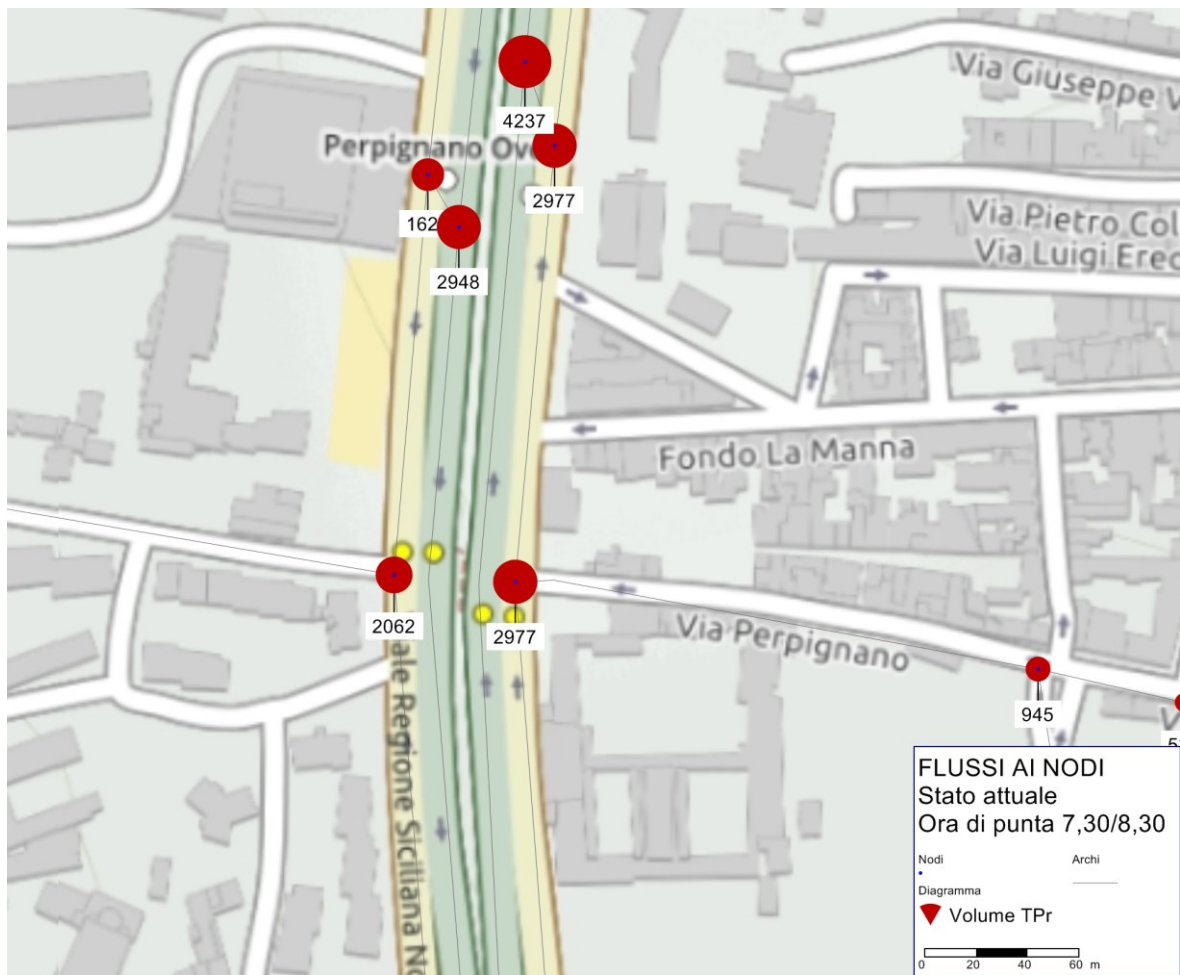 Via Giuseppe V
4237
Perpignano Ov
2977
162
Via Pietro Col
Via Luigi Erec
2948
Fondo La Manna
2062
2977
Via Perpignano
945
ale Regione Siciliana No
FLUSSI AI NODI
Stato attuale
Ora di punta 7,30/8,30
Nodi
Archi
Diagramma
Volume TPr
0 20 40 60 m